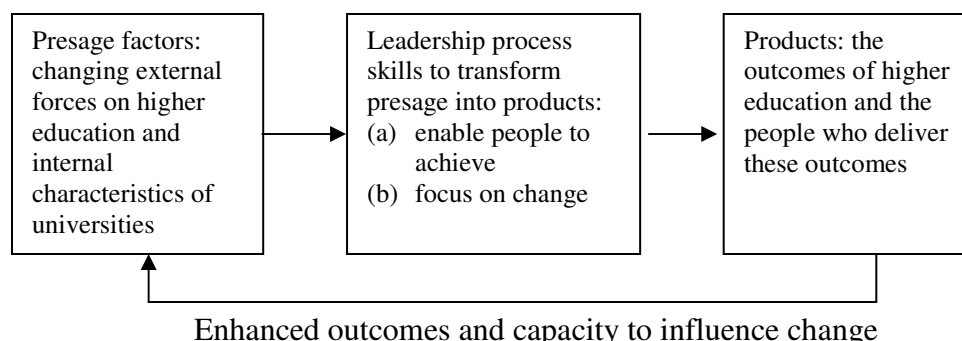 Presage factors:
changing external
forces on higher
education and
internal
characteristics of
universities
Leadership process
skills to transform
presage into products:
(a) enable people to
achieve
(b) focus on change
Products: the
outcomes of higher
education and the
people who deliver
these outcomes
Enhanced outcomes and capacity to influence change